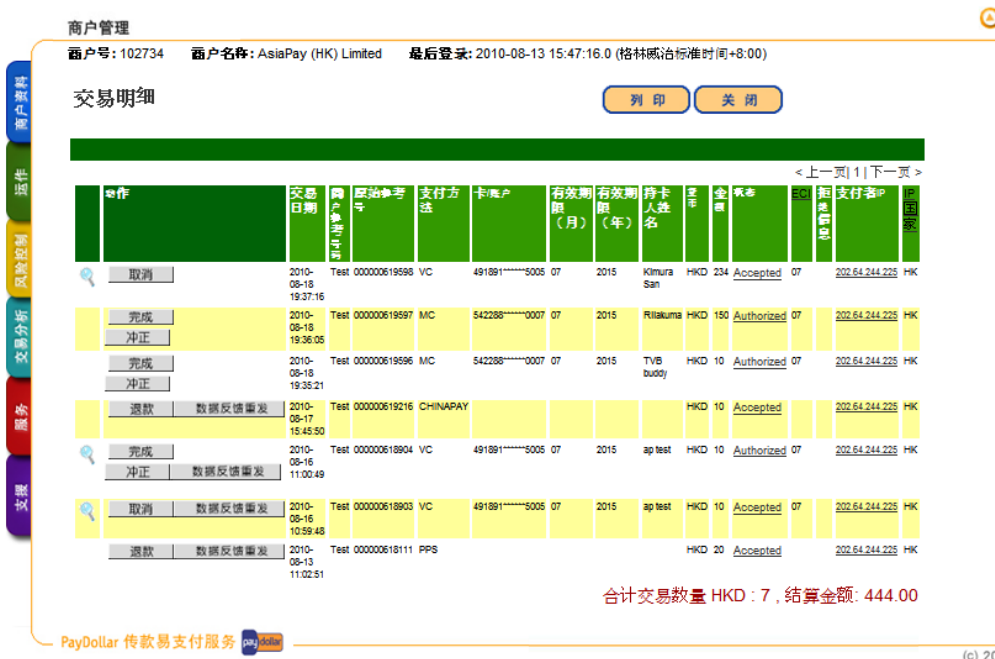 商户管理
商户号: 102734 商户名称: AsiaPay (HK) Limited 最后登录: 2010-08-13 15:47:16.0 (格林威治标准时间+8:00)
商户资料
运作
风险控制
交易分析
服务
支援
交易明细
列印 关闭
< 上一页| 1 | 下一页 >
动作 交易日期 商户参考号码 原始参考号 支付方法 卡/账户 有效期限(月) 有效期限(年) 持卡人姓名 货币 金额 状态 ECI 拒绝信息 支付者IP IP国家
取消 2010-08-18 19:37:16 Test 000000619598 VC 491891******5005 07 2015 Kimura San HKD 234 Accepted 07 202.64.244.225 HK
完成 冲正 2010-08-18 19:36:05 Test 000000619597 MC 542288******0007 07 2015 Rilakuma HKD 150 Authorized 07 202.64.244.225 HK
完成 冲正 2010-08-18 19:35:21 Test 000000619596 MC 542288******0007 07 2015 TVB buddy HKD 10 Authorized 07 202.64.244.225 HK
退款 数据反馈重发 2010-08-17 15:45:50 Test 000000619216 CHINAPAY HKD 10 Accepted 202.64.244.225 HK
完成 冲正 数据反馈重发 2010-08-16 11:00:49 Test 000000618904 VC 491891******5005 07 2015 ap test HKD 10 Authorized 07 202.64.244.225 HK
取消 数据反馈重发 2010-08-16 10:59:48 Test 000000618903 VC 491891******5005 07 2015 ap test HKD 10 Accepted 07 202.64.244.225 HK
退款 数据反馈重发 2010-08-13 11:02:51 Test 000000618111 PPS HKD 20 Accepted 202.64.244.225 HK
合计交易数量 HKD : 7 , 结算金额: 444.00
PayDollar 传款易支付服务 paydollar
(c) 20